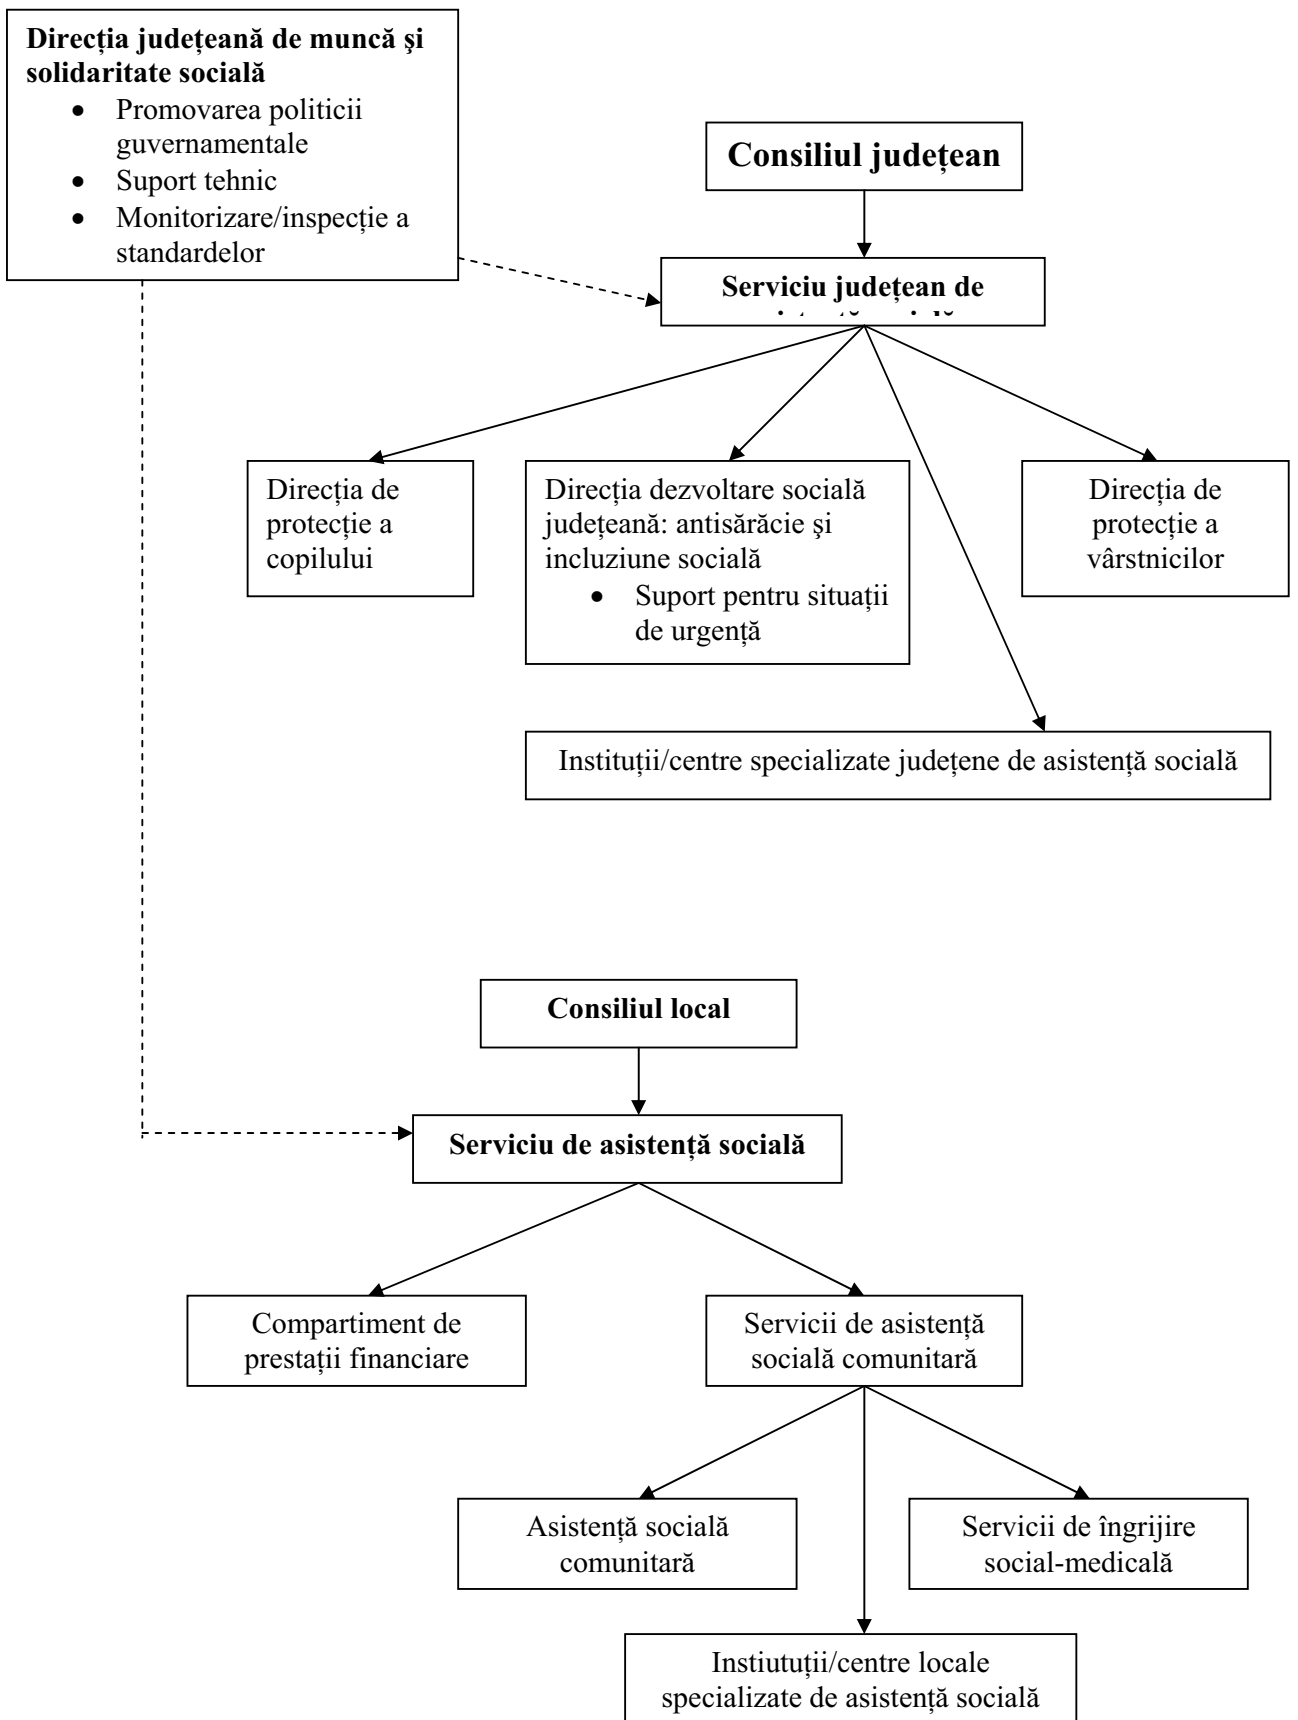 Direcția județeană de muncă şi
solidaritate socială
• Promovarea politicii
guvernamentale
• Suport tehnic
• Monitorizare/inspecție a
standardelor
Consiliul județean
Serviciu județean de
Direcția de
protecție a
copilului
Direcția dezvoltare socială
județeană: antisărăcie şi
incluziune socială
• Suport pentru situații
de urgență
Direcția de
protecție a
vârstnicilor
Instituții/centre specializate județene de asistență socială
Consiliul local
Serviciu de asistență socială
Compartiment de
prestații financiare
Servicii de asistență
socială comunitară
Asistență socială
comunitară
Servicii de îngrijire
social-medicală
Instiutuții/centre locale
specializate de asistență socială